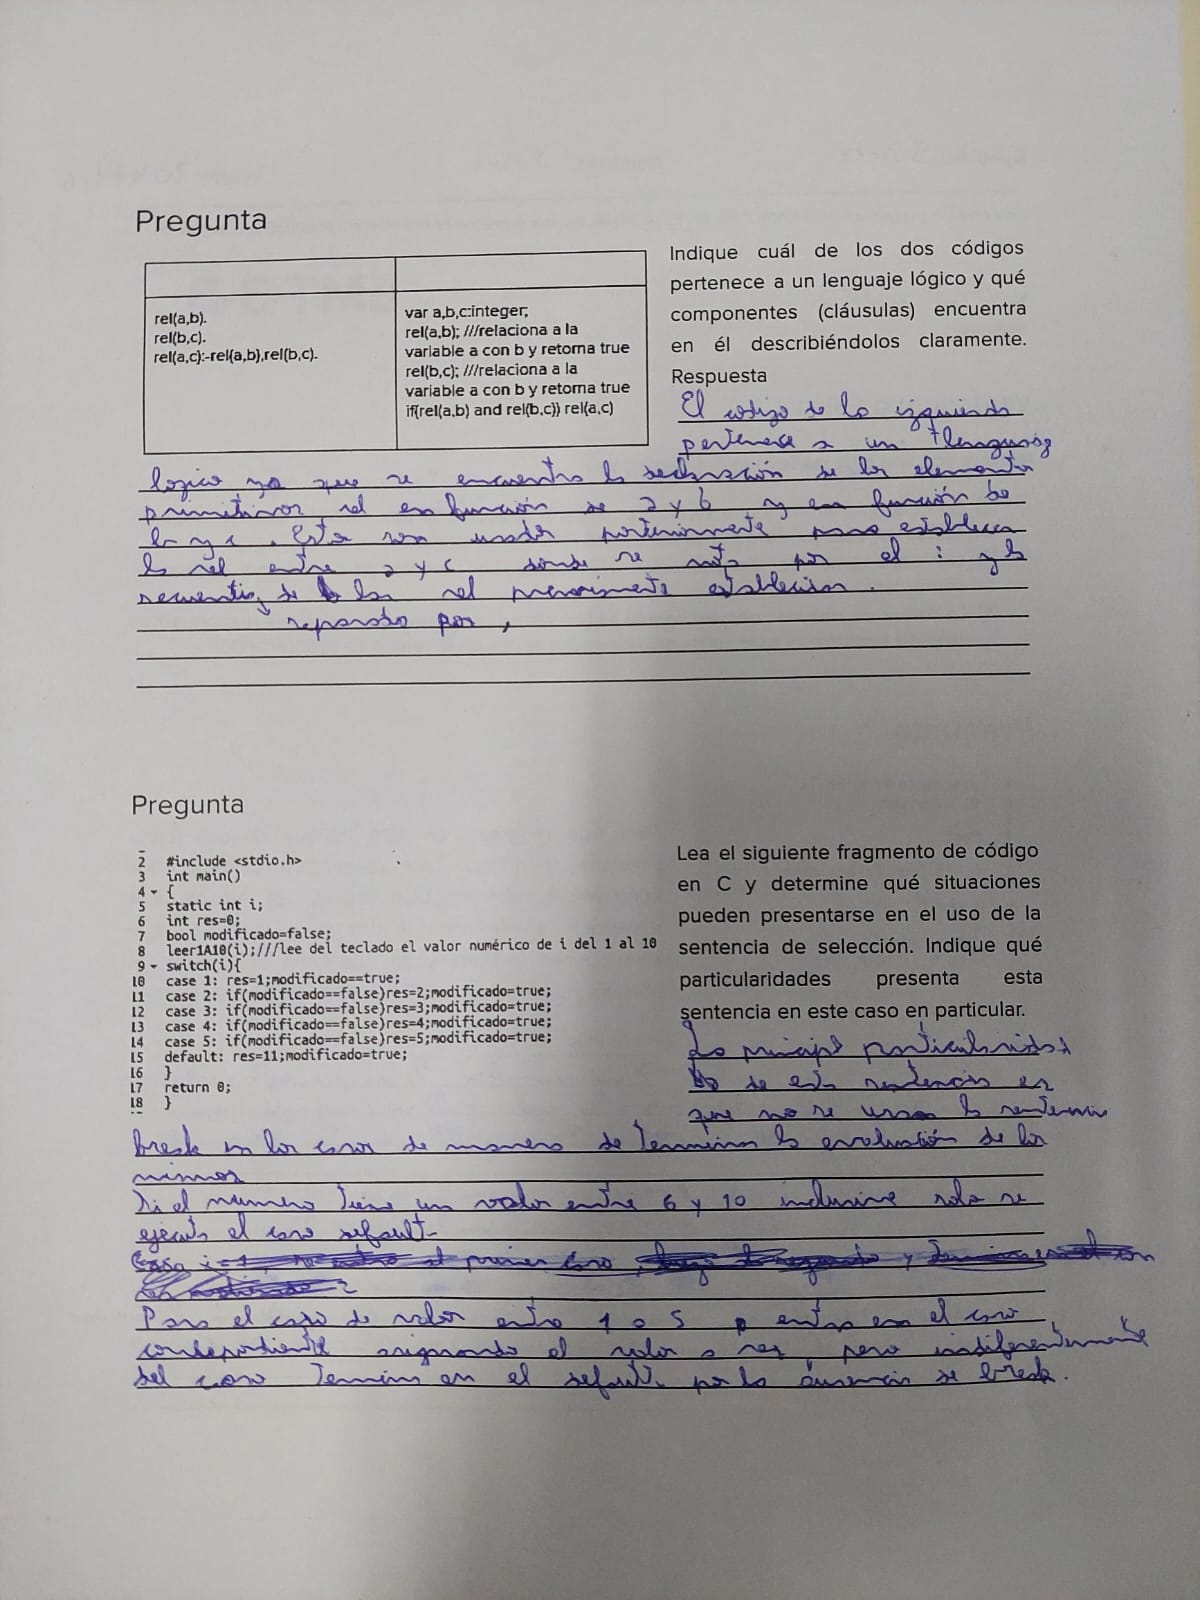 Pregunta
rel(a,b).
rel(b,c).
rel(a,c):-rel(a,b),rel(b,c).
var a,b,c:integer;
rel(a,b); ///relaciona a la
variable a con b y retorna true
rel(b,c); ///relaciona a la
variable a con b y retorna true
if(rel(a,b) and rel(b,c)) rel(a,c)
Indique cuál de los dos códigos
pertenece a un lenguaje lógico y qué
componentes (cláusulas) encuentra
en él describiéndolos claramente.
Respuesta
El codigo de la izquierda
pertenece a un lenguaje
logico ya que se encuentra la declaración de los elementos
primitivos, rel en función de a y b y en función de
b y c. Estos son usados posteriormente para establecer
la rel entre a y c donde se nota por el : y la
secuencia de las rel previamente establecidas.
separado por ,
Pregunta
2 #include <stdio.h>
3 int main()
4 {
5 static int i;
6 int res=0;
7 bool modificado=false;
8 leer1A10(i);///lee del teclado el valor numérico de i del 1 al 10
9 switch(i){
10 case 1: res=1;modificado==true;
11 case 2: if(modificado==false)res=2;modificado=true;
12 case 3: if(modificado==false)res=3;modificado=true;
13 case 4: if(modificado==false)res=4;modificado=true;
14 case 5: if(modificado==false)res=5;modificado=true;
15 default: res=11;modificado=true;
16 }
17 return 0;
18 }
Lea el siguiente fragmento de código
en C y determine qué situaciones
pueden presentarse en el uso de la
sentencia de selección. Indique qué
particularidades presenta esta
sentencia en este caso en particular.
La principal particularidad
de esta sentencia es
que no se usan la sentencia
break en los casos de manera de terminar la evaluación de los
mismos
Si el numero tiene un valor entre 6 y 10 inclusive solo se
ejecuta el caso default
Para el caso de valor entre 1 o 5 entra en el caso
correspondiente asignando el valor a res, pero indiferentemente
del caso termina en el default por la ausencia de break.